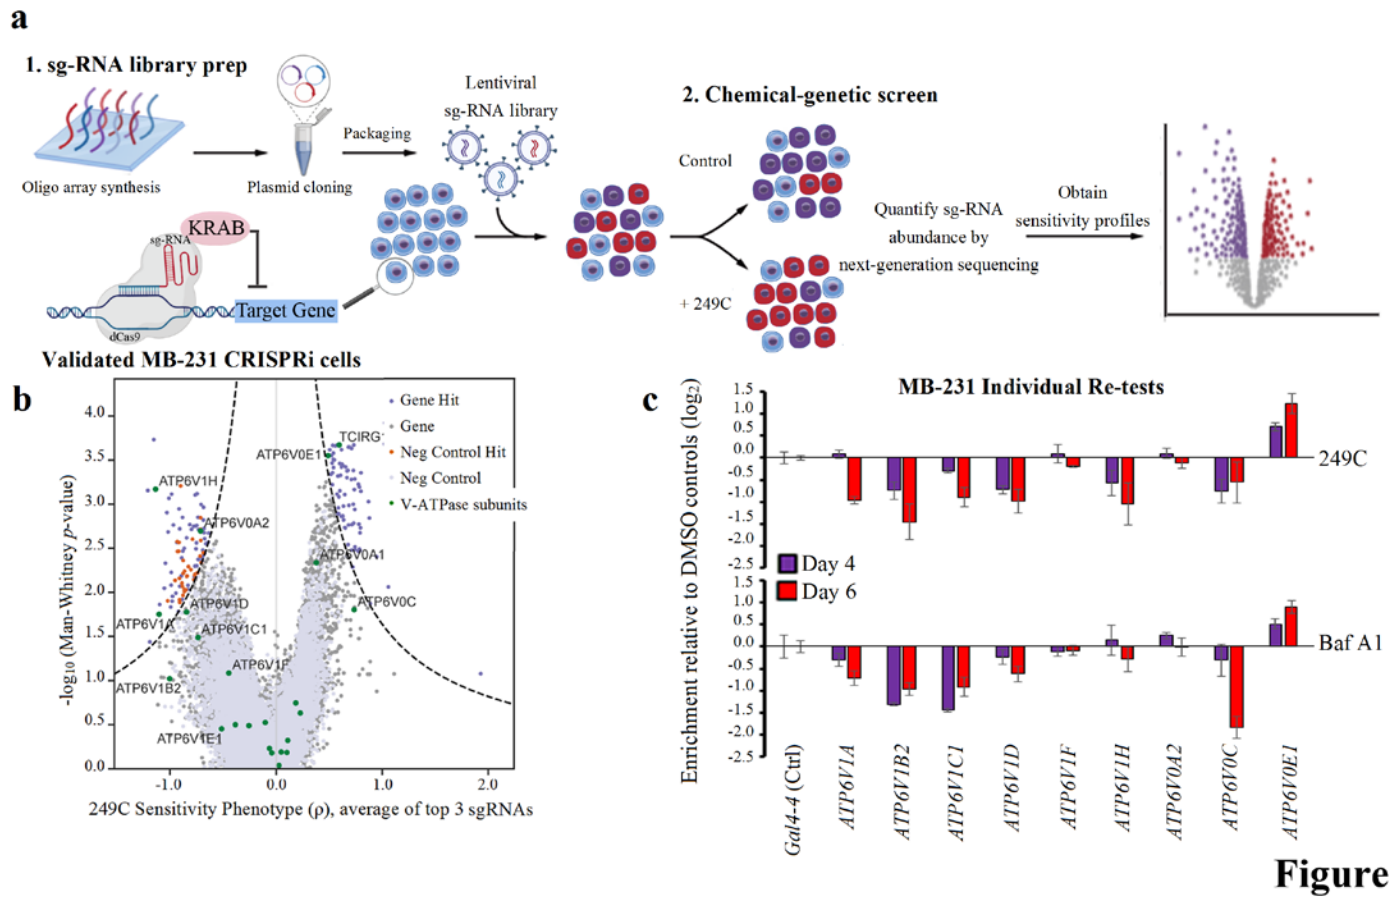 a
1. sg-RNA library prep
Oligo array synthesis
Plasmid cloning
Packaging
Lentiviral
sg-RNA library
KRAB
sg-RNA
dCas9
Target Gene
Validated MB-231 CRISPRi cells
2. Chemical-genetic screen
Control
+ 249C
Quantify sg-RNA
abundance by
next-generation sequencing
Obtain
sensitivity profiles
b
-log10 (Man-Whitney p-value)
4.0
3.5
3.0
2.5
2.0
1.5
1.0
0.5
0.0
-1.0
0.0
1.0
2.0
249C Sensitivity Phenotype (ρ), average of top 3 sgRNAs
Gene Hit
Gene
Neg Control Hit
Neg Control
V-ATPase subunits
TCIRG
ATP6V0E1
ATP6V1H
ATP6V0A2
ATP6V0A1
ATP6V0C
ATP6V1D
ATP6V1A
ATP6V1C1
ATP6V1F
ATP6V1B2
ATP6V1E1
c
MB-231 Individual Re-tests
Enrichment relative to DMSO controls (log2)
1.5
1.5
1.0
0.5
0.0
-0.5
-1.0
-1.5
-2.0
-2.5
249C
Day 4
Day 6
1.5
1.0
0.5
0.0
-0.5
-1.0
-1.5
-2.0
-2.5
Baf A1
Gal4-4 (Ctrl)
ATP6V1A
ATP6V1B2
ATP6V1C1
ATP6V1D
ATP6V1F
ATP6V1H
ATP6V0A2
ATP6V0C
ATP6V0E1
Figure